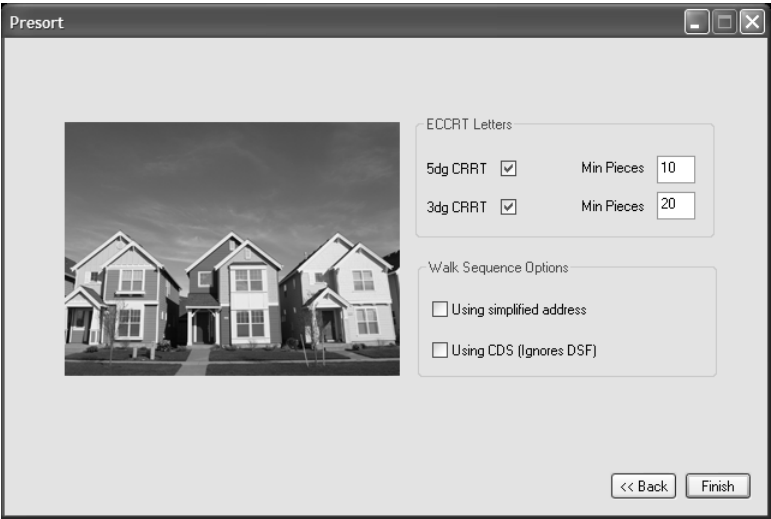 Presort
ECCRT Letters
5dg CRRT Min Pieces 10
3dg CRRT Min Pieces 20
Walk Sequence Options
Using simplified address
Using CDS (Ignores DSF)
<< Back Finish